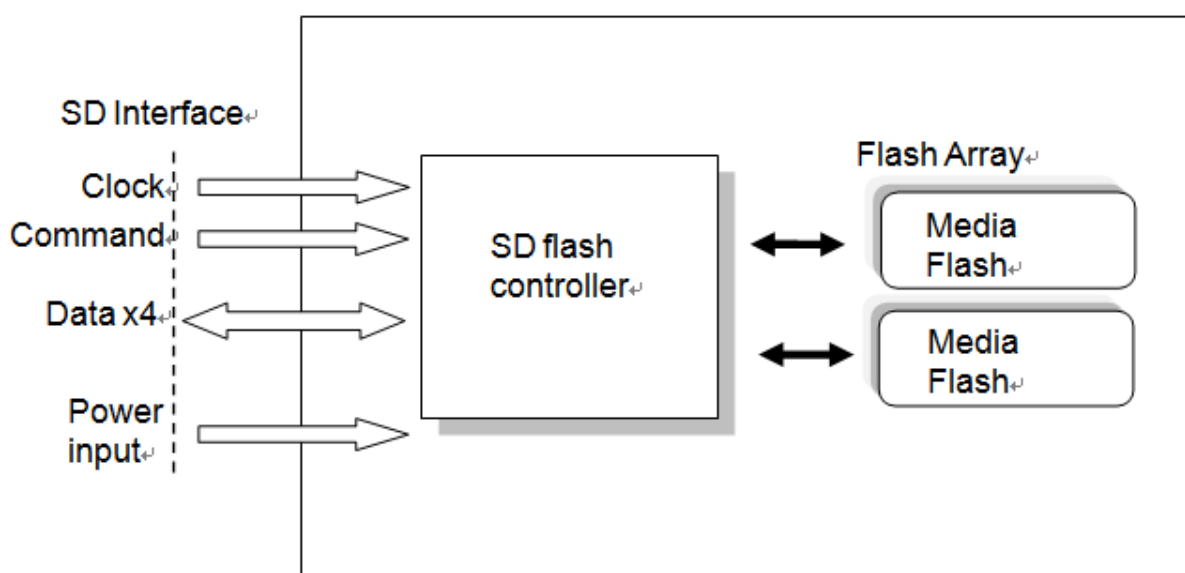 SD Interface↵
Clock↵
Command↵
Data x4↵
Power
input↵
SD flash
controller↵
Flash Array↵
Media
Flash↵
Media
Flash↵